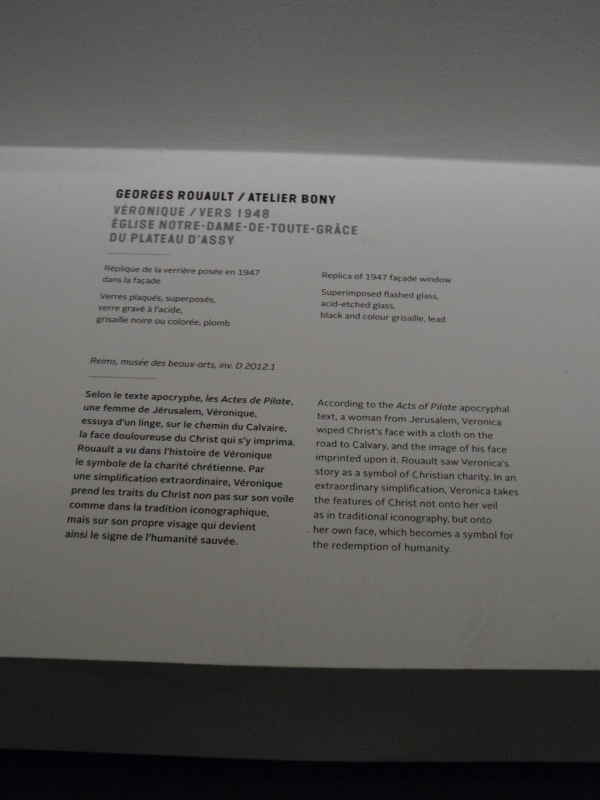 GEORGES ROUAULT / ATELIER BONY
VÉRONIQUE / VERS 1948
ÉGLISE NOTRE-DAME-DE-TOUTE-GRÂCE
DU PLATEAU D'ASSY
Réplique de la verrière posée en 1947
dans la façade
Verres plaqués, superposés,
verre gravé à l'acide,
grisaille noire ou colorée, plomb
Replica of 1947 façade window
Superimposed flashed glass,
acid-etched glass,
black and colour grisaille, lead
Reims, musée des beaux-arts, inv. D 2012.1
Selon le texte apocryphe, les Actes de Pilate,
une femme de Jérusalem, Véronique,
essuya d'un linge, sur le chemin du Calvaire,
la face douloureuse du Christ qui s'y imprima.
Rouault a vu dans l'histoire de Véronique
le symbole de la charité chrétienne. Par
une simplification extraordinaire, Véronique
prend les traits du Christ non pas sur son voile
comme dans la tradition iconographique,
mais sur son propre visage qui devient
ainsi le signe de l'humanité sauvée.
According to the Acts of Pilate apocryphal
text, a woman from Jerusalem, Veronica
wiped Christ's face with a cloth on the
road to Calvary, and the image of his face
imprinted upon it. Rouault saw Veronica's
story as a symbol of Christian charity. In an
extraordinary simplification, Veronica takes
the features of Christ not onto her veil
as in traditional iconography, but onto
her own face, which becomes a symbol for
the redemption of humanity.